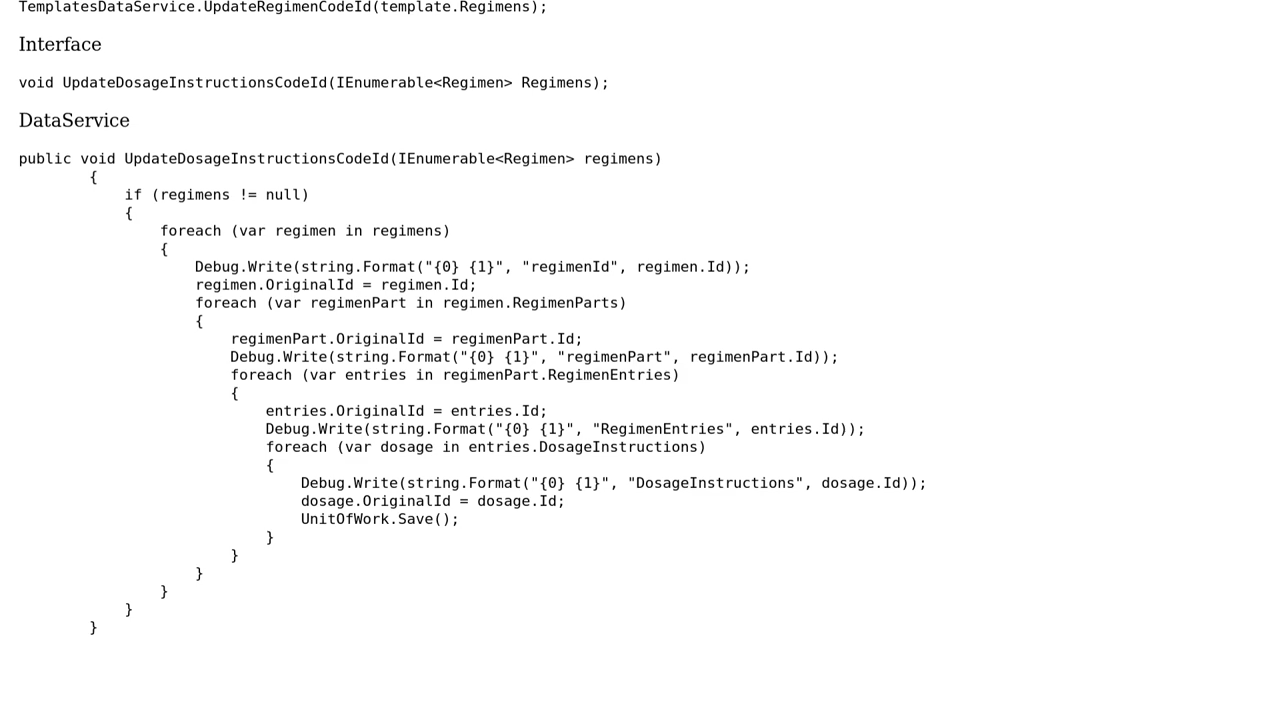 TemplatesDataService.UpdateRegimenCodeId(template.Regimens);
Interface
void UpdateDosageInstructionsCodeId(IEnumerable<Regimen> Regimens);
DataService
public void UpdateDosageInstructionsCodeId(IEnumerable<Regimen> regimens)
        {
            if (regimens != null)
            {
                foreach (var regimen in regimens)
                {
                    Debug.Write(string.Format("{0} {1}", "regimenId", regimen.Id));
                    regimen.OriginalId = regimen.Id;
                    foreach (var regimenPart in regimen.RegimenParts)
                    {
                        regimenPart.OriginalId = regimenPart.Id;
                        Debug.Write(string.Format("{0} {1}", "regimenPart", regimenPart.Id));
                        foreach (var entries in regimenPart.RegimenEntries)
                        {
                            entries.OriginalId = entries.Id;
                            Debug.Write(string.Format("{0} {1}", "RegimenEntries", entries.Id));
                            foreach (var dosage in entries.DosageInstructions)
                            {
                                Debug.Write(string.Format("{0} {1}", "DosageInstructions", dosage.Id));
                                dosage.OriginalId = dosage.Id;
                                UnitOfWork.Save();
                            }
                        }
                    }
                }
            }
        }